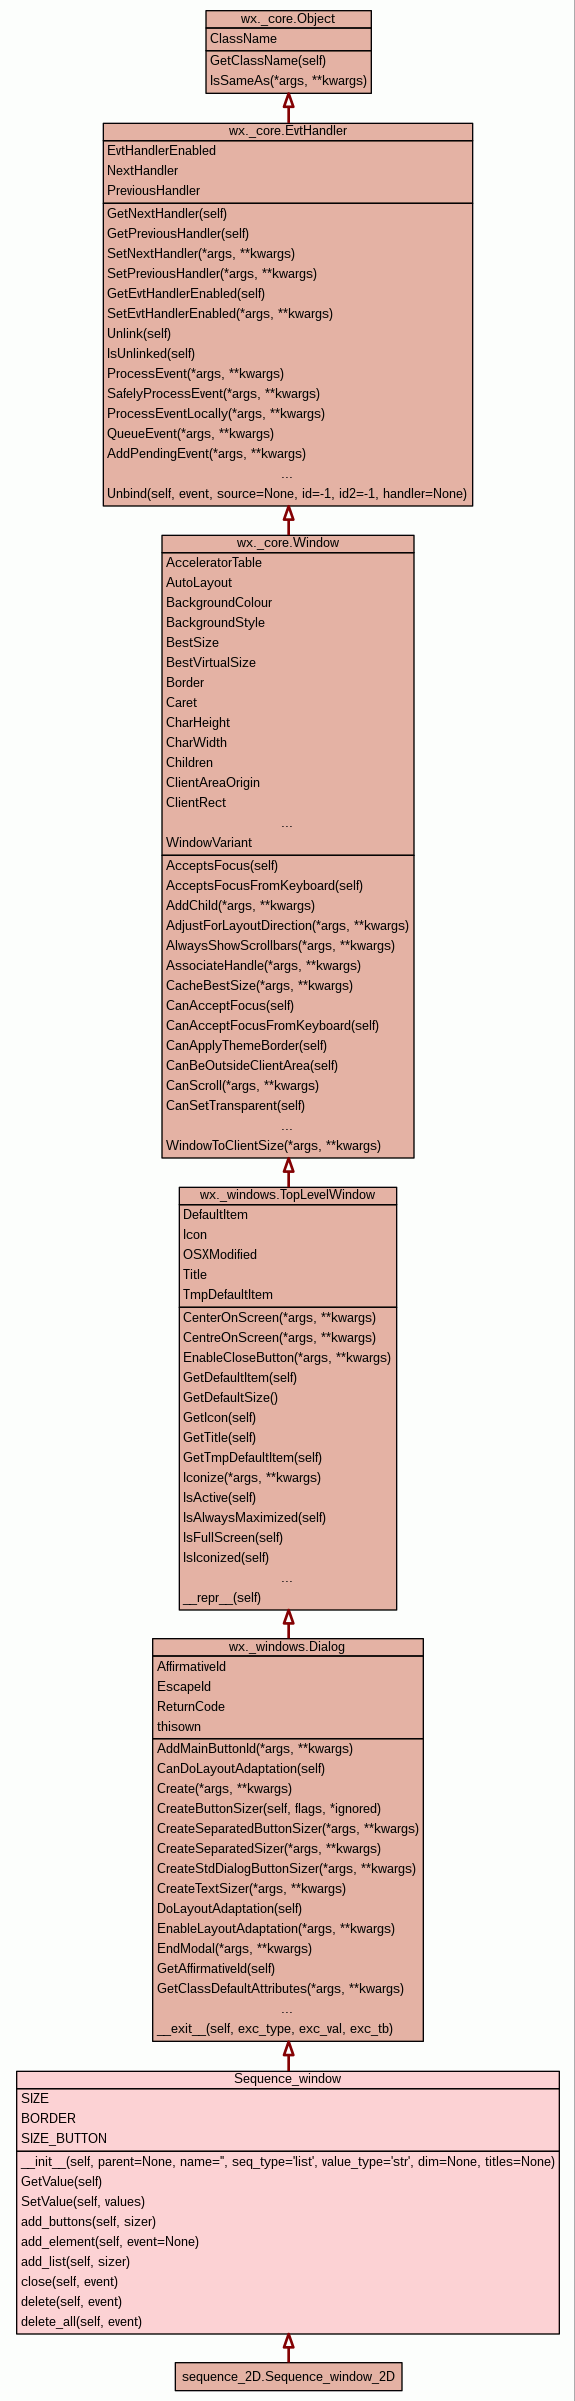 wx._core.Object
ClassName
GetClassName(self)
IsSameAs(*args, **kwargs)
wx._core.EvtHandler
EvtHandlerEnabled
NextHandler
PreviousHandler
GetNextHandler(self)
GetPreviousHandler(self)
SetNextHandler(*args, **kwargs)
SetPreviousHandler(*args, **kwargs)
GetEvtHandlerEnabled(self)
SetEvtHandlerEnabled(*args, **kwargs)
Unlink(self)
IsUnlinked(self)
ProcessEvent(*args, **kwargs)
SafelyProcessEvent(*args, **kwargs)
ProcessEventLocally(*args, **kwargs)
QueueEvent(*args, **kwargs)
AddPendingEvent(*args, **kwargs)
...
Unbind(self, event, source=None, id=-1, id2=-1, handler=None)
wx._core.Window
AcceleratorTable
AutoLayout
BackgroundColour
BackgroundStyle
BestSize
BestVirtualSize
Border
Caret
CharHeight
CharWidth
Children
ClientAreaOrigin
ClientRect
...
WindowVariant
AcceptsFocus(self)
AcceptsFocusFromKeyboard(self)
AddChild(*args, **kwargs)
AdjustForLayoutDirection(*args, **kwargs)
AlwaysShowScrollbars(*args, **kwargs)
AssociateHandle(*args, **kwargs)
CacheBestSize(*args, **kwargs)
CanAcceptFocus(self)
CanAcceptFocusFromKeyboard(self)
CanApplyThemeBorder(self)
CanBeOutsideClientArea(self)
CanScroll(*args, **kwargs)
CanSetTransparent(self)
...
WindowToClientSize(*args, **kwargs)
wx._windows.TopLevelWindow
DefaultItem
Icon
OSXModified
Title
TmpDefaultItem
CenterOnScreen(*args, **kwargs)
CentreOnScreen(*args, **kwargs)
EnableCloseButton(*args, **kwargs)
GetDefaultItem(self)
GetDefaultSize()
GetIcon(self)
GetTitle(self)
GetTmpDefaultItem(self)
Iconize(*args, **kwargs)
IsActive(self)
IsAlwaysMaximized(self)
IsFullScreen(self)
IsIconized(self)
...
__repr__(self)
wx._windows.Dialog
AffirmativeId
EscapeId
ReturnCode
thisown
AddMainButtonId(*args, **kwargs)
CanDoLayoutAdaptation(self)
Create(*args, **kwargs)
CreateButtonSizer(self, flags, *ignored)
CreateSeparatedButtonSizer(*args, **kwargs)
CreateSeparatedSizer(*args, **kwargs)
CreateStdDialogButtonSizer(*args, **kwargs)
CreateTextSizer(*args, **kwargs)
DoLayoutAdaptation(self)
EnableLayoutAdaptation(*args, **kwargs)
EndModal(*args, **kwargs)
GetAffirmativeId(self)
GetClassDefaultAttributes(*args, **kwargs)
...
__exit__(self, exc_type, exc_val, exc_tb)
Sequence_window
SIZE
BORDER
SIZE_BUTTON
__init__(self, parent=None, name='', seq_type='list', value_type='str', dim=None, titles=None)
GetValue(self)
SetValue(self, values)
add_buttons(self, sizer)
add_element(self, event=None)
add_list(self, sizer)
close(self, event)
delete(self, event)
delete_all(self, event)
sequence_2D.Sequence_window_2D